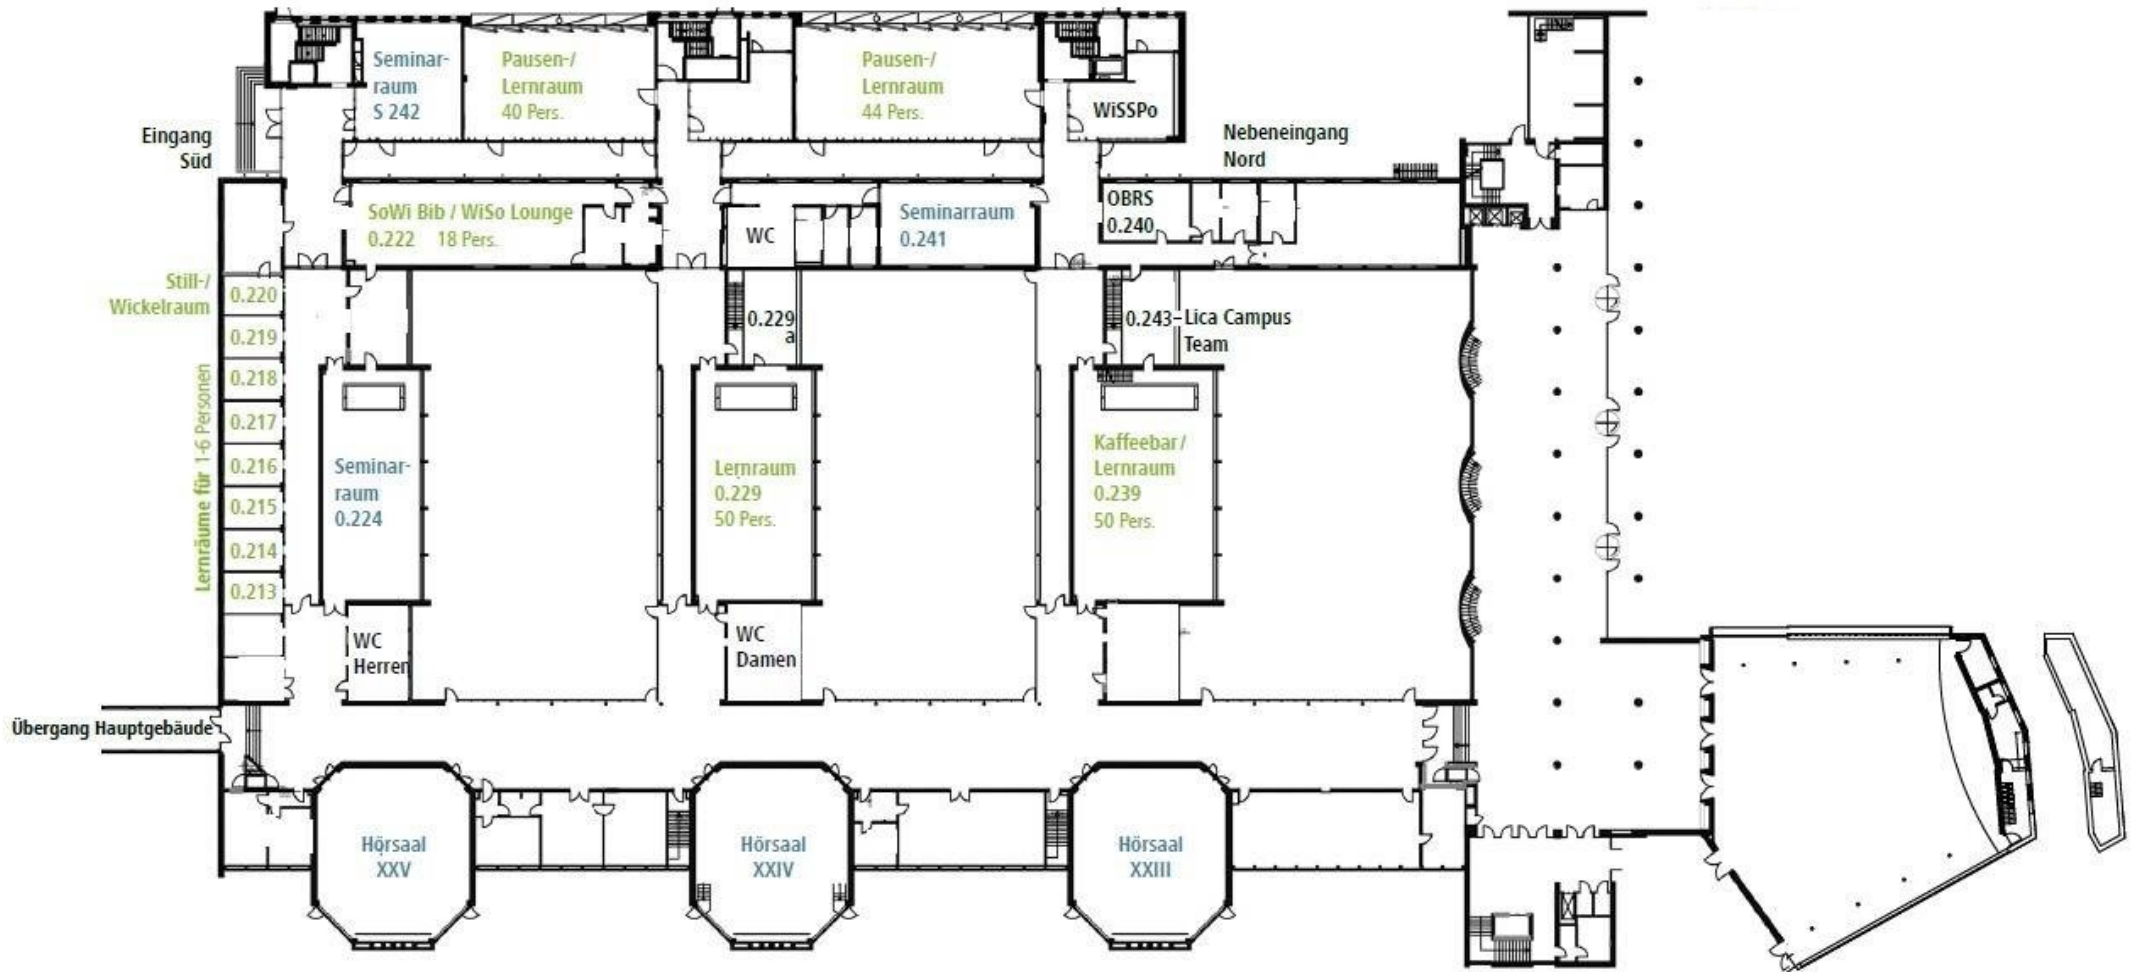 Seminar-
raum
S 242
Pausen-/
Lernraum
40 Pers.
Pausen-/
Lernraum
44 Pers.
WiSSPo
Eingang
Süd
Nebeneingang
Nord
SoWi Bib / WiSo Lounge
0.222 18 Pers.
WC
Seminarraum
0.241
OBRS
0.240
Still-/
Wickelraum
0.220
0.219
0.218
0.217
0.216
0.215
0.214
0.213
Lernräume für 1-6 Personen
0.229
a
0.243
Lica Campus
Team
Seminar-
raum
0.224
Lernraum
0.229
50 Pers.
Kaffeebar/
Lernraum
0.239
50 Pers.
WC
Herren
WC
Damen
Übergang Hauptgebäude
Hörsaal
XXV
Hörsaal
XXIV
Hörsaal
XXIII